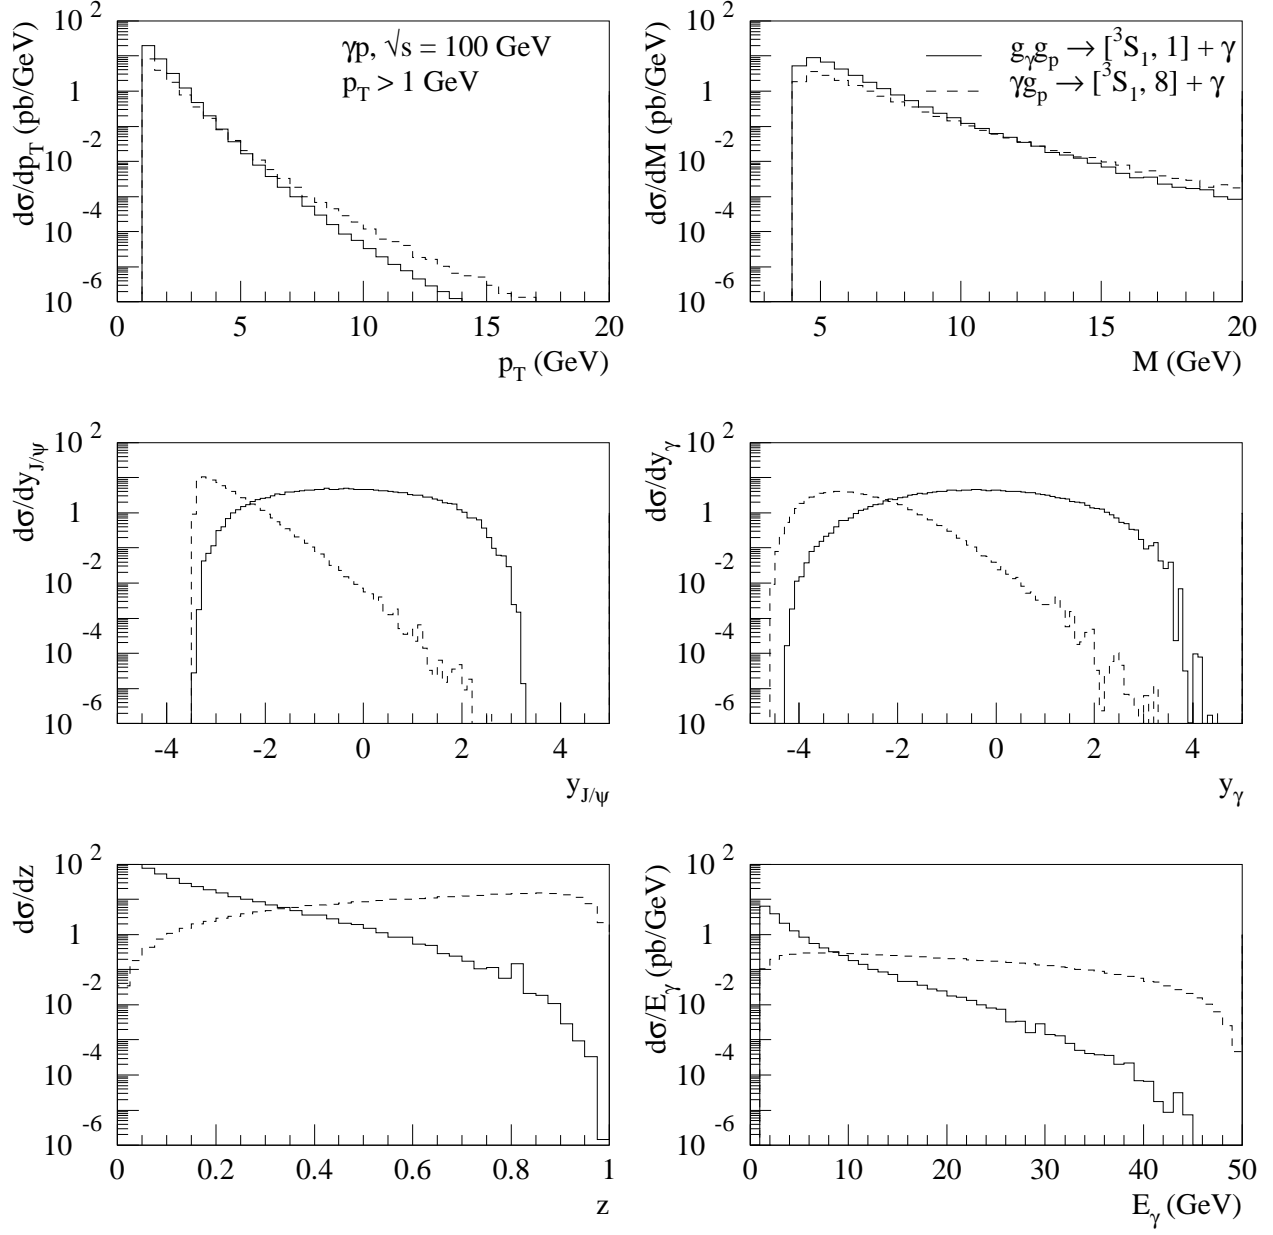 dσ/dp_T (pb/GeV)
10^2
1
10^-2
10^-4
10^-6
γp, √s = 100 GeV
p_T > 1 GeV
0 5 10 15 20
p_T (GeV)
dσ/dM (pb/GeV)
10^2
1
10^-2
10^-4
10^-6
g_γg_p → [^3S_1, 1] + γ
γg_p → [^3S_1, 8] + γ
5 10 15 20
M (GeV)
dσ/dy_J/ψ
10^2
1
10^-2
10^-4
10^-6
-4 -2 0 2 4
y_J/ψ
dσ/dy_γ
10^2
1
10^-2
10^-4
10^-6
-4 -2 0 2 4
y_γ
dσ/dz
10^2
1
10^-2
10^-4
10^-6
0 0.2 0.4 0.6 0.8 1
z
dσ/E_γ (pb/GeV)
10^2
1
10^-2
10^-4
10^-6
0 10 20 30 40 50
E_γ (GeV)